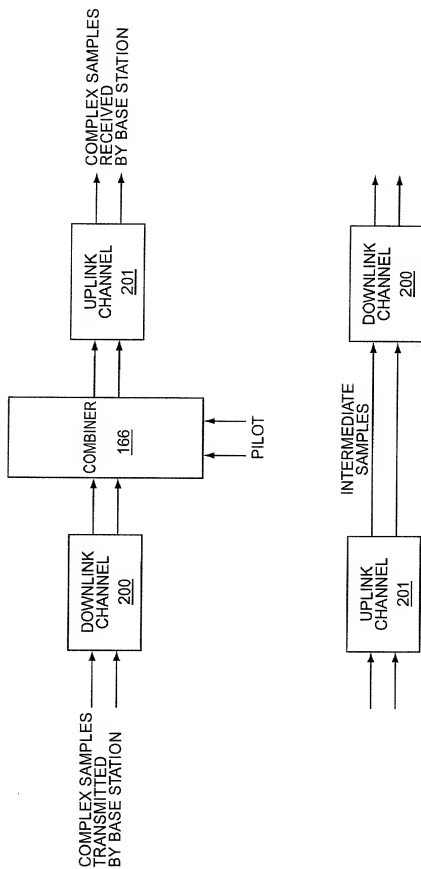 COMPLEX SAMPLES
TRANSMITTED
BY BASE STATION
DOWNLINK
CHANNEL
200
COMBINER
166
PILOT
UPLINK
CHANNEL
201
COMPLEX SAMPLES
RECEIVED
BY BASE STATION
UPLINK
CHANNEL
201
INTERMEDIATE
SAMPLES
DOWNLINK
CHANNEL
200